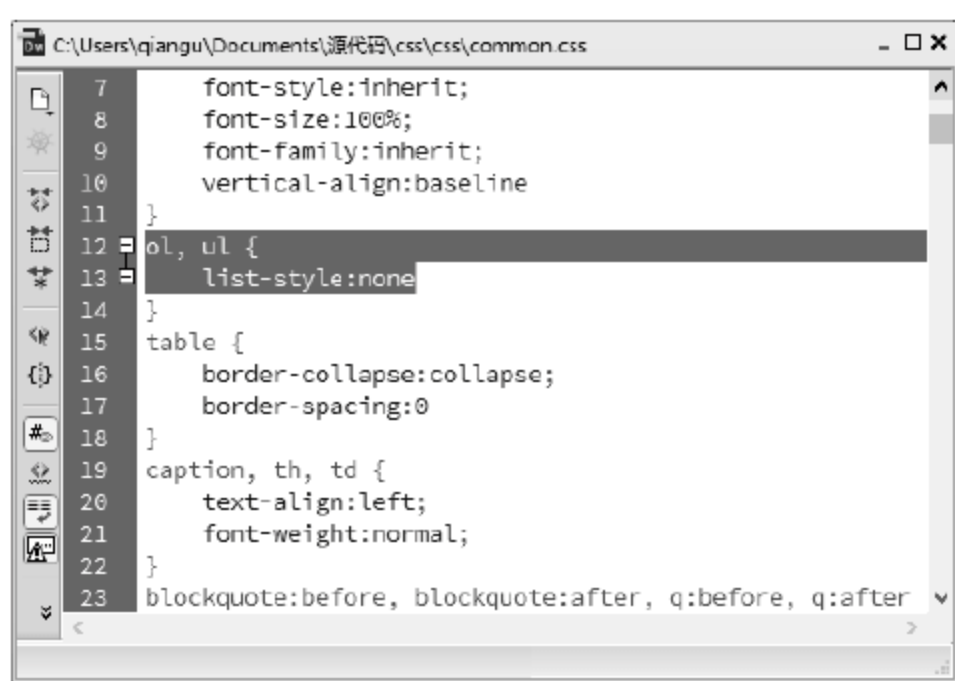 Dw C:\Users\qiangu\Documents\源代码\css\css\common.css
7 font-style:inherit;
8 font-size:100%;
9 font-family:inherit;
10 vertical-align:baseline
11 }
12 ol, ul {
13 list-style:none
14 }
15 table {
16 border-collapse:collapse;
17 border-spacing:0
18 }
19 caption, th, td {
20 text-align:left;
21 font-weight:normal;
22 }
23 blockquote:before, blockquote:after, q:before, q:after